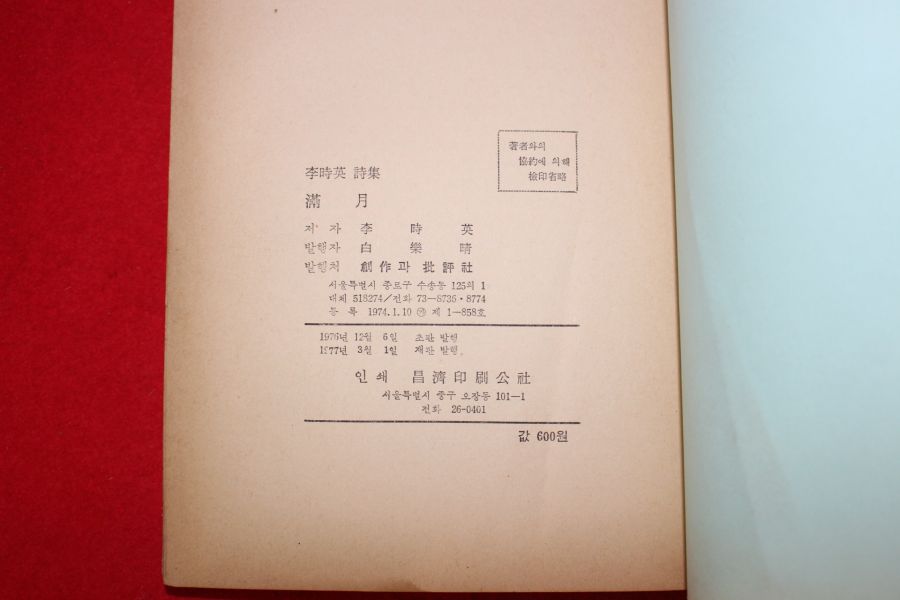 著者와의
協約에 의해
檢印省略
李時英 詩集
滿 月
저 자 李 時 英
발행자 白 樂 晴
발행처 創作과 批評社
서울특별시 종로구 수송동 125의 1
대체 518274/전화 73—8736·8774
등 록 1974.1.10 ㉮ 제 1—858호
1976년 12월 6일 초판 발행
1977년 3월 1일 재판 발행
인쇄 昌濟印刷公社
서울특별시 중구 오장동 101—1
전화 26-0401
값 600원